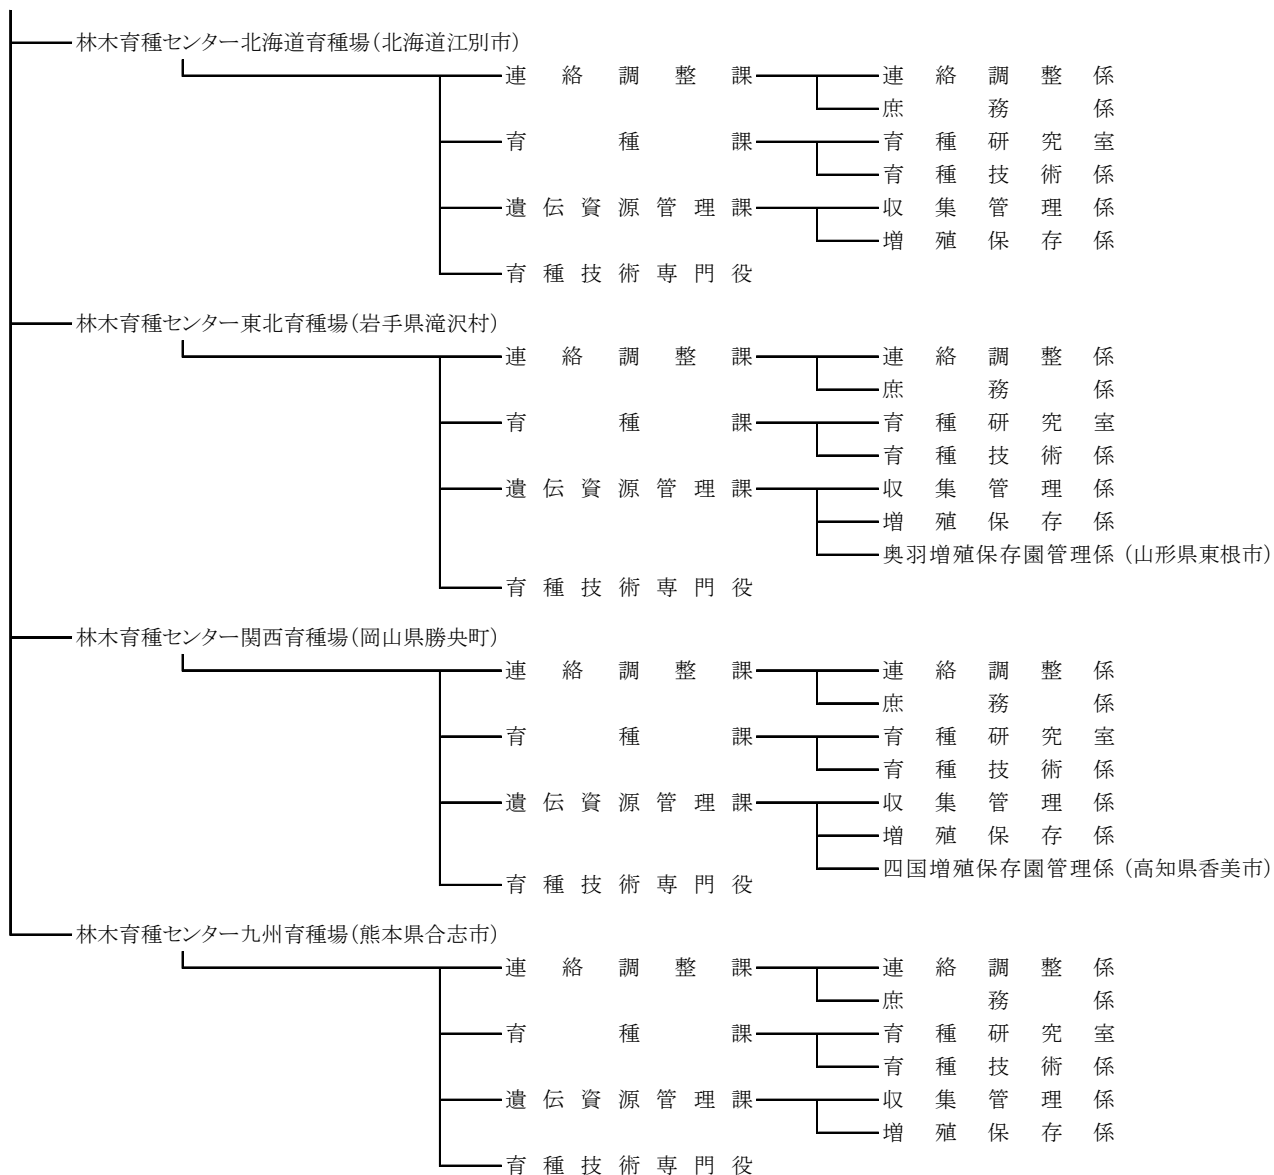 林木育種センター北海道育種場(北海道江別市)
連絡調整課 連絡調整係
庶務係
育種課 育種研究室
育種技術係
遺伝資源管理課 収集管理係
増殖保存係
育種技術専門役
林木育種センター東北育種場(岩手県滝沢村)
連絡調整課 連絡調整係
庶務係
育種課 育種研究室
育種技術係
遺伝資源管理課 収集管理係
増殖保存係
奥羽増殖保存園管理係(山形県東根市)
育種技術専門役
林木育種センター関西育種場(岡山県勝央町)
連絡調整課 連絡調整係
庶務係
育種課 育種研究室
育種技術係
遺伝資源管理課 収集管理係
増殖保存係
四国増殖保存園管理係(高知県香美市)
育種技術専門役
林木育種センター九州育種場(熊本県合志市)
連絡調整課 連絡調整係
庶務係
育種課 育種研究室
育種技術係
遺伝資源管理課 収集管理係
増殖保存係
育種技術専門役